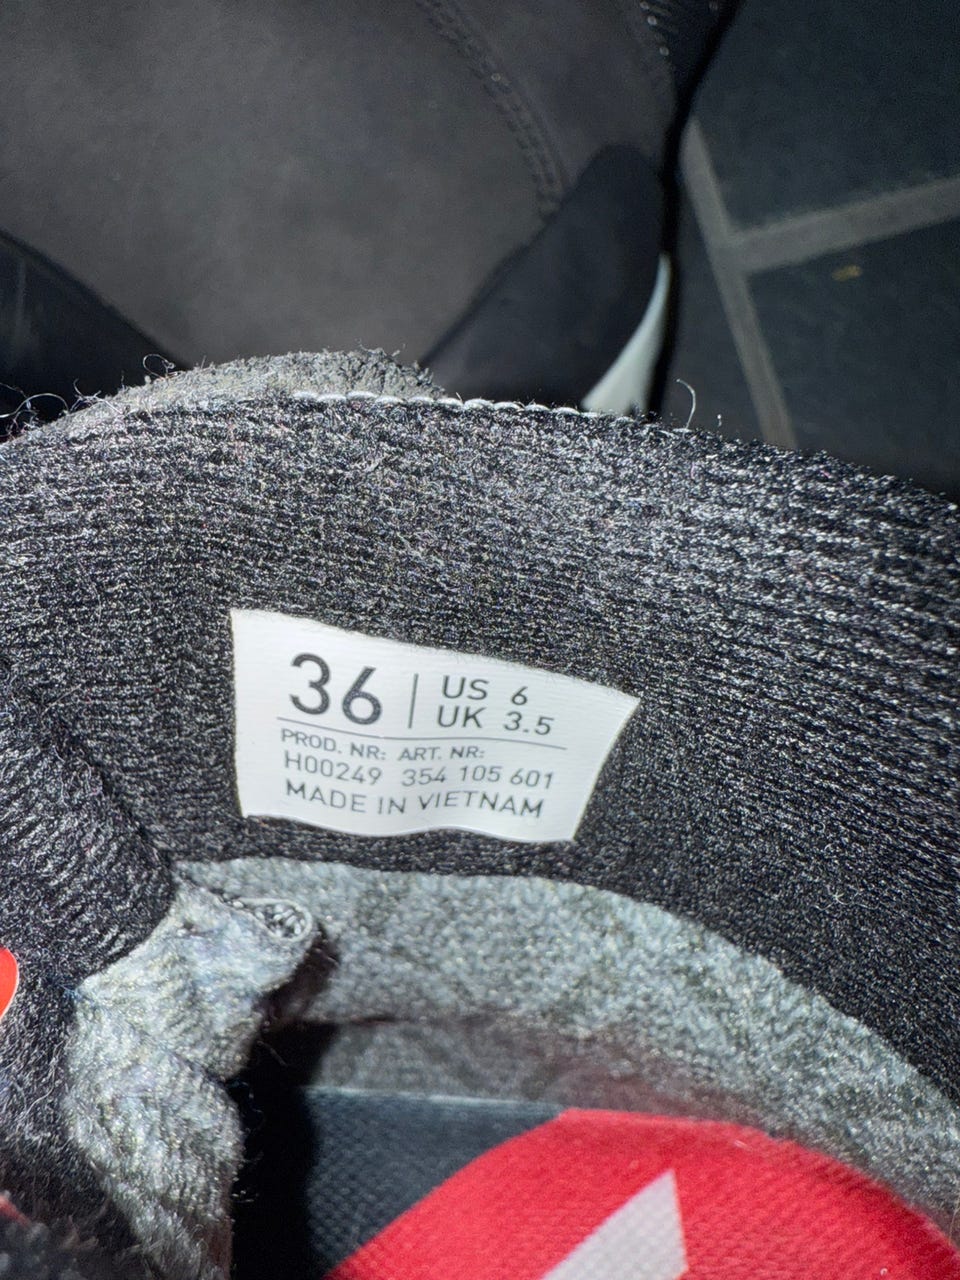 36 | US 6
UK 3.5
PROD. NR: ART. NR:
H00249 354 105 601
MADE IN VIETNAM